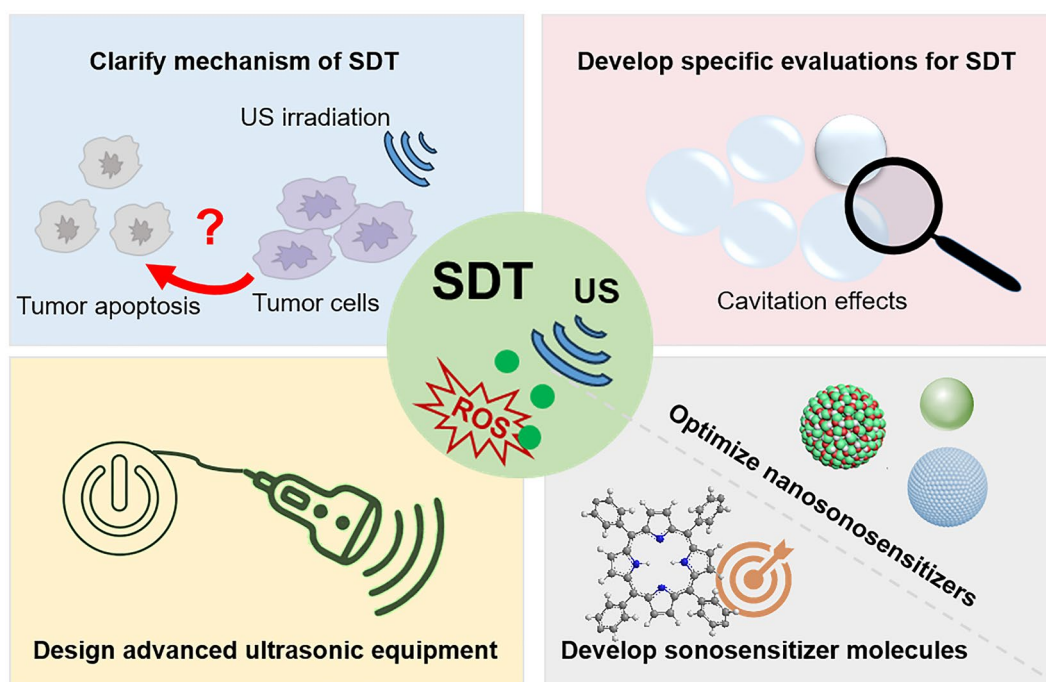 Clarify mechanism of SDT
US irradiation
?
Tumor apoptosis
Tumor cells
Develop specific evaluations for SDT
Cavitation effects
SDT
US
ROS
Design advanced ultrasonic equipment
Optimize nanosonosensitizers
Develop sonosensitizer molecules